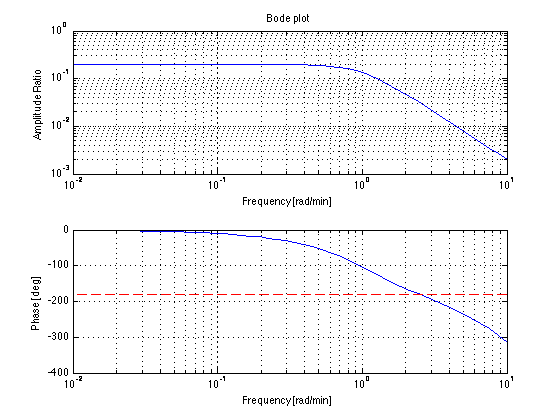 Bode plot
10^0
10^-1
10^-2
10^-3
Amplitude Ratio
10^-2 10^-1 10^0 10^1
Frequency [rad/min]
0
-100
-200
-300
-400
Phase [deg]
10^-2 10^-1 10^0 10^1
Frequency [rad/min]